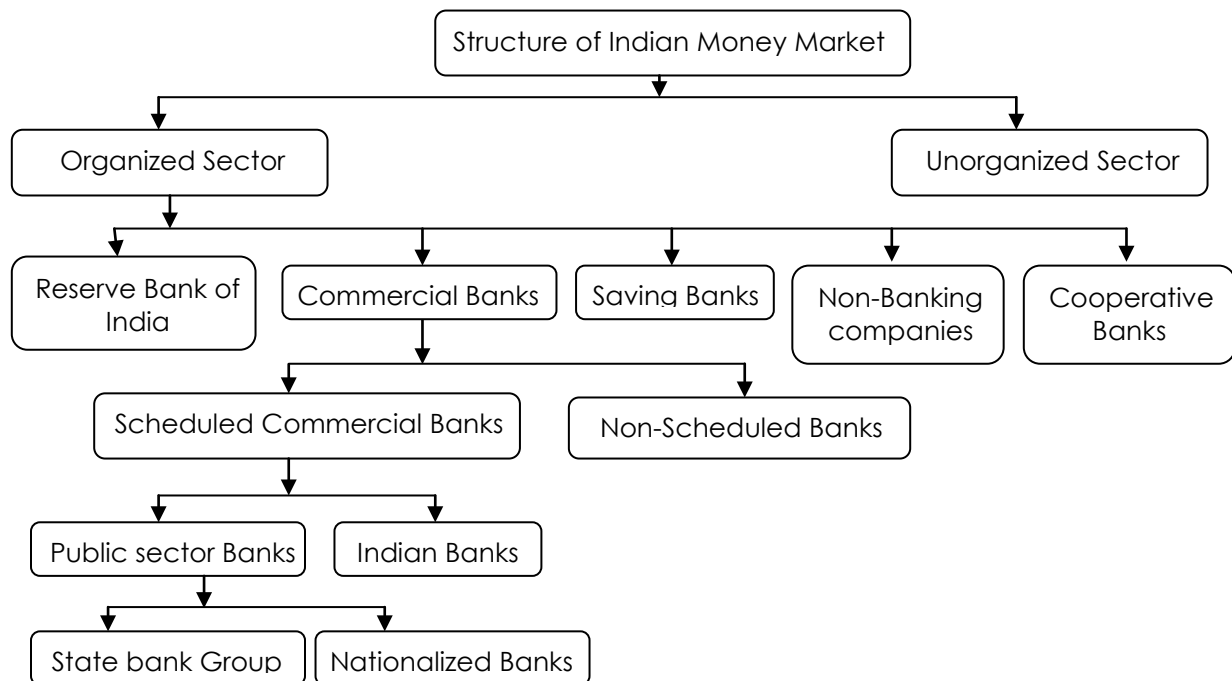 Structure of Indian Money Market
Organized Sector
Unorganized Sector
Reserve Bank of
India
Commercial Banks
Saving Banks
Non-Banking
companies
Cooperative
Banks
Scheduled Commercial Banks
Non-Scheduled Banks
Public sector Banks
Indian Banks
State bank Group
Nationalized Banks